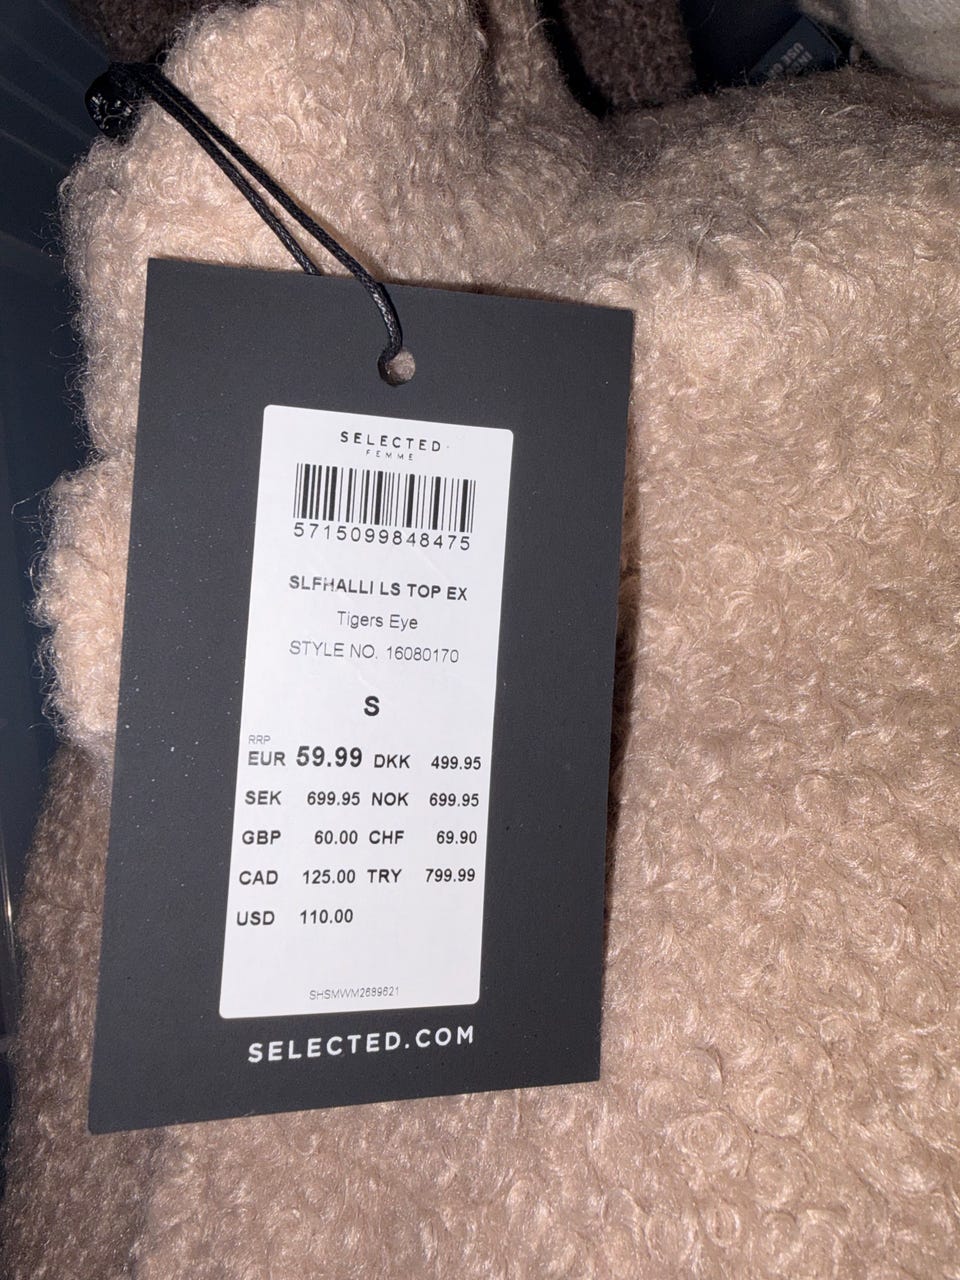 SELECTED
FEMME
5715099848475
SLFHALLI LS TOP EX
Tigers Eye
STYLE NO. 16080170
S
RRP
EUR 59.99 DKK 499.95
SEK 699.95 NOK 699.95
GBP 60.00 CHF 69.90
CAD 125.00 TRY 799.99
USD 110.00
SHSMWM2689621
SELECTED.COM